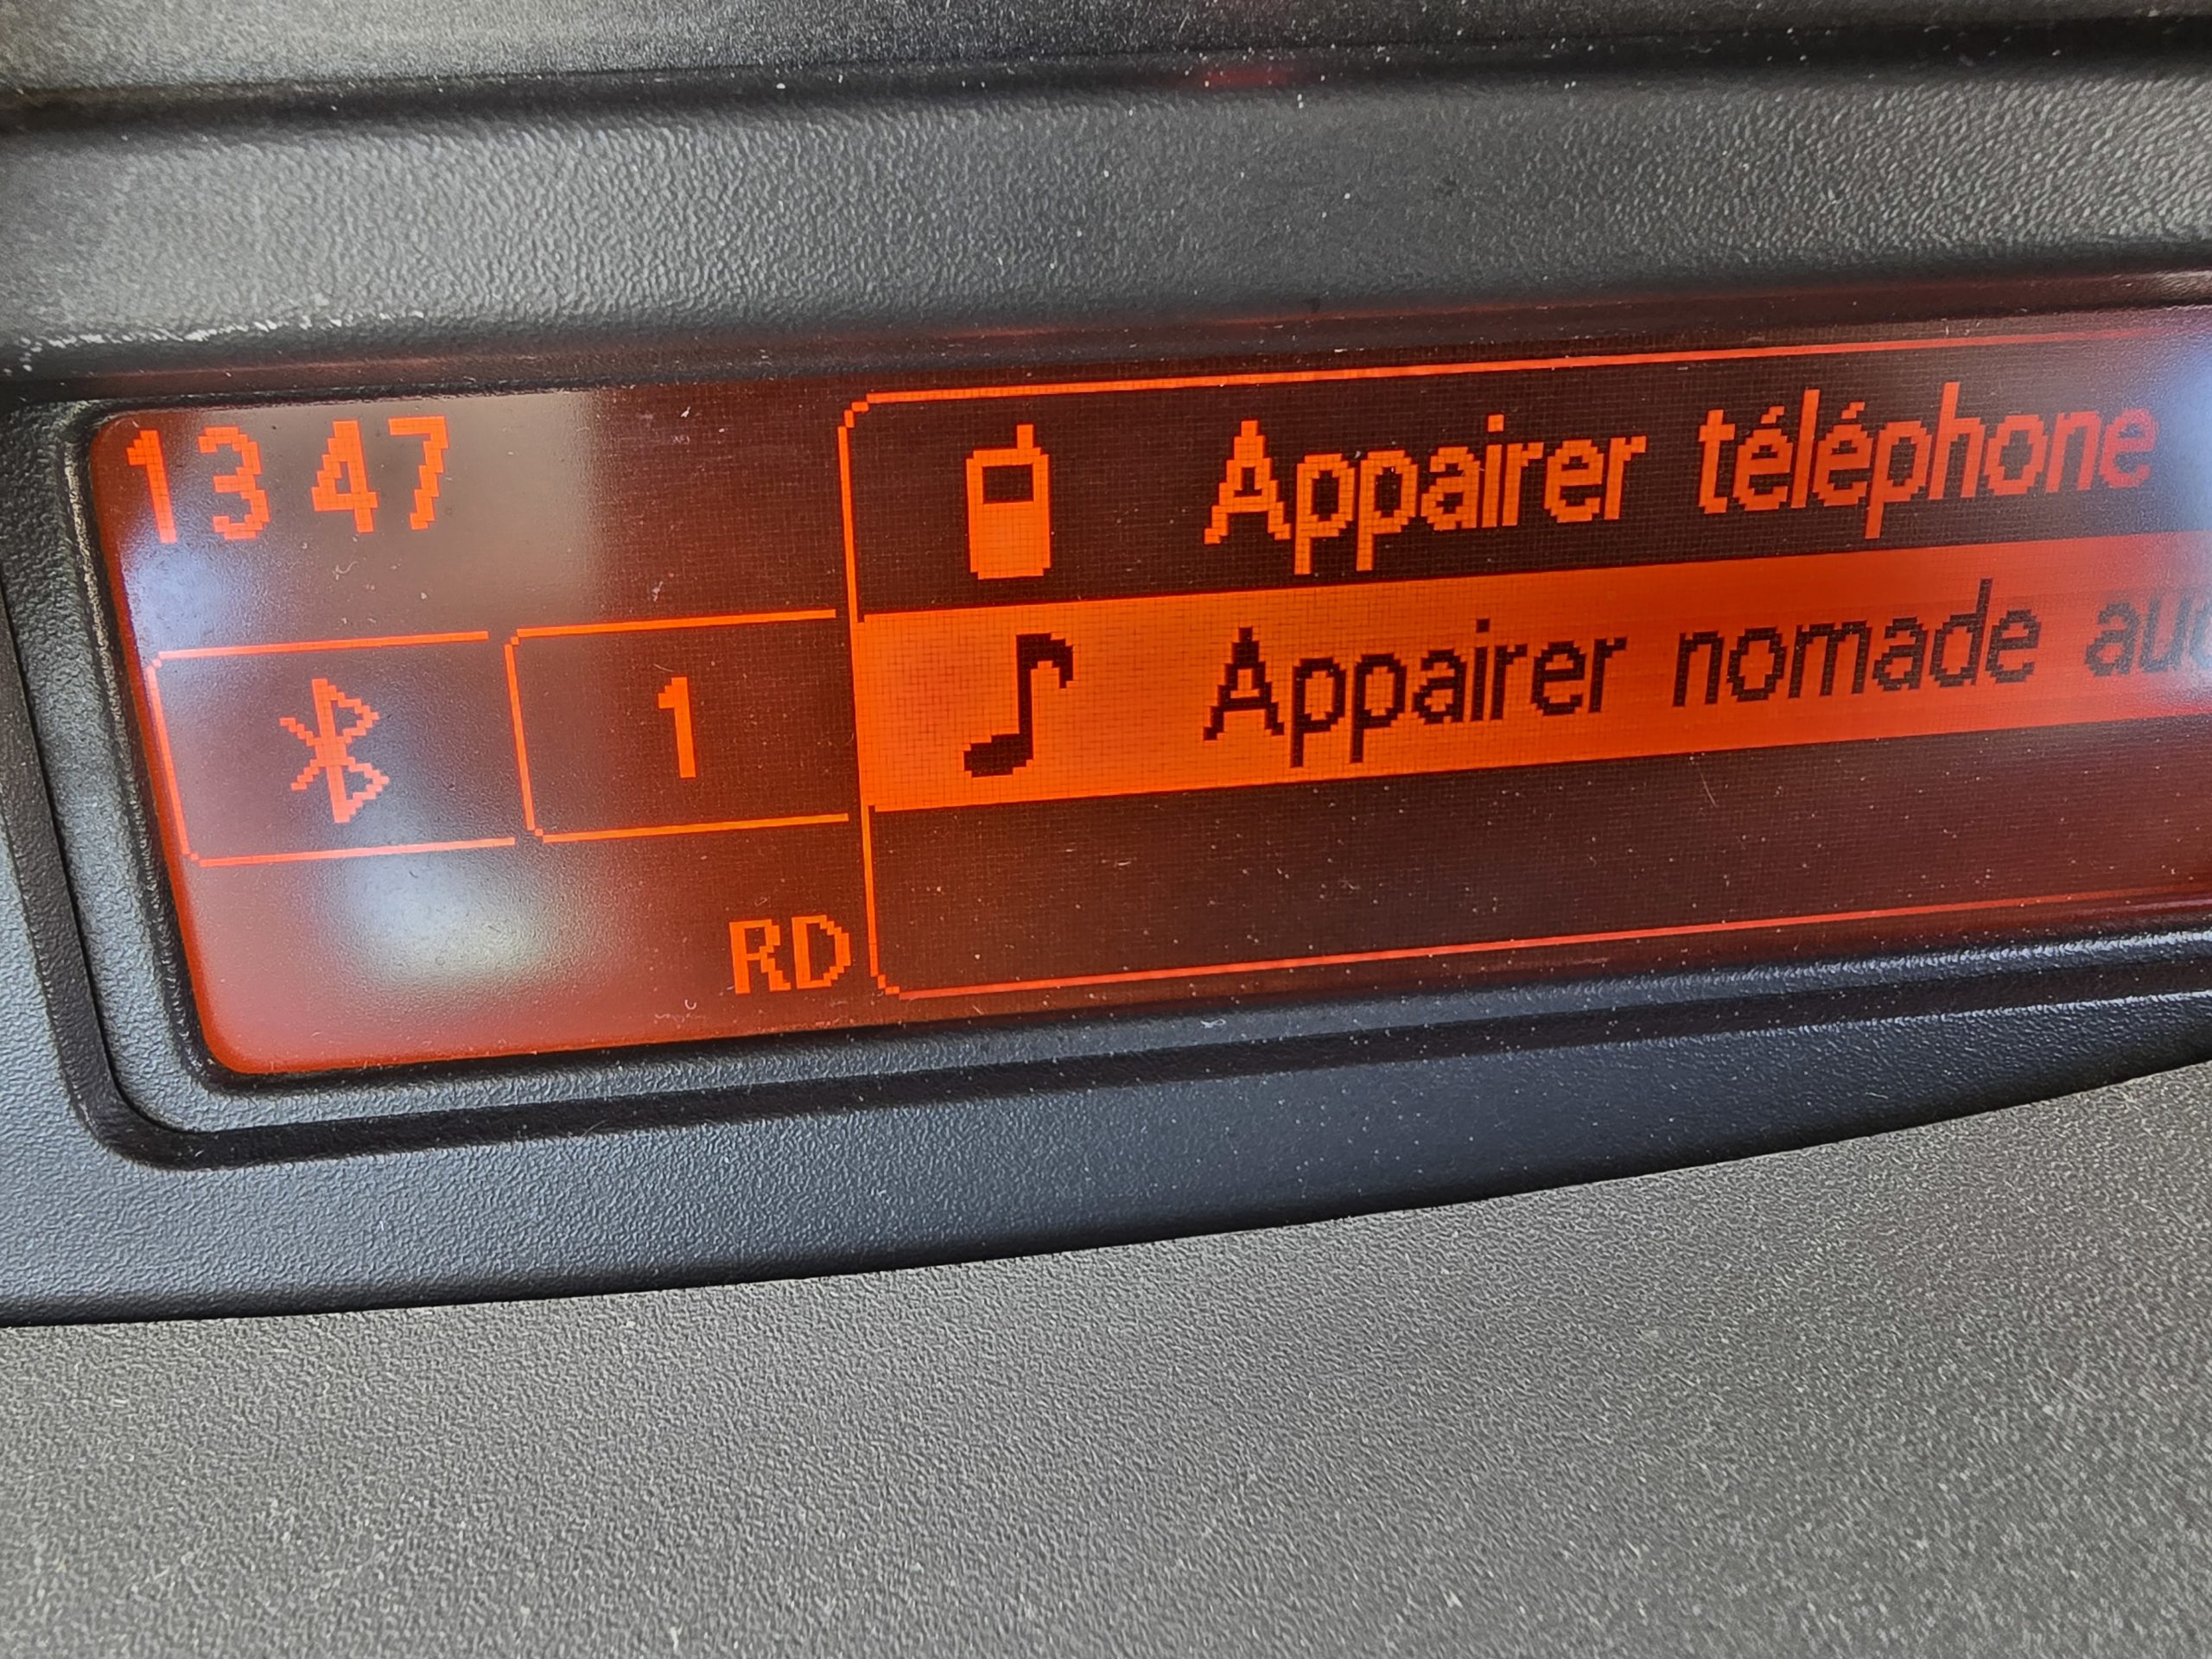 13 47
Appairer téléphone
Appairer nomade
1
RD